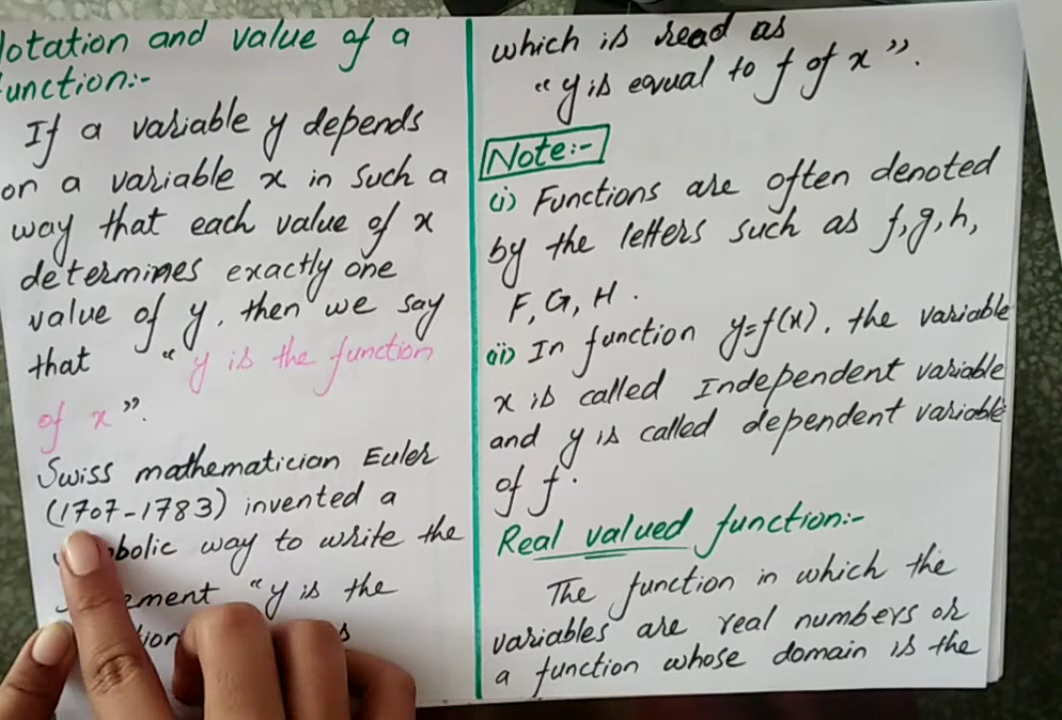 otation and value of a
unction:-
If a variable y depends
on a variable x in such a
way that each value of x
determines exactly one
value of y, then we say
that "y is the function
of x".
Swiss mathematician Euler
(1707-1783) invented a
bolic way to write the
ement "y is the
tion
which is read as
"y is equal to f of x".
Note:-
(i) Functions are often denoted
by the letters such as f,g,h,
F, G, H.
(ii) In function y=f(x), the variable
x is called Independent variable
and y is called dependent variable
of f.
Real valued function:-
The function in which the
variables are real numbers or
a function whose domain is the